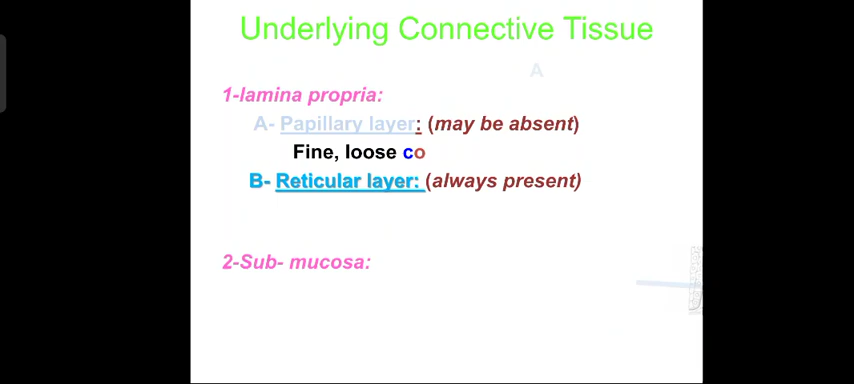 Underlying Connective Tissue
A
1-lamina propria:
A- Papillary layer: (may be absent)
Fine, loose co
B- Reticular layer: (always present)
2-Sub- mucosa: